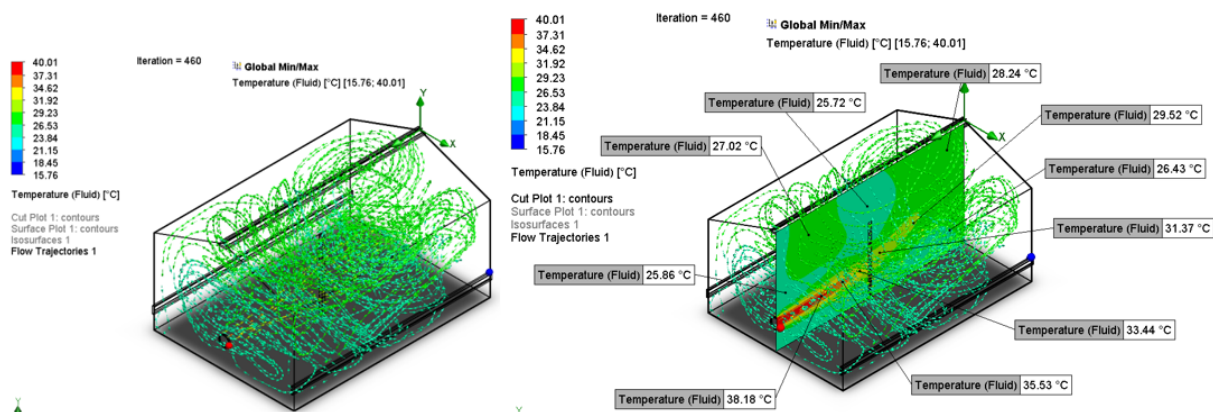 40.01
37.31
34.62
31.92
29.23
26.53
23.84
21.15
18.45
15.76
Temperature (Fluid) [°C]
Cut Plot 1: contours
Surface Plot 1: contours
Isosurfaces 1
Flow Trajectories 1
Iteration = 460
Global Min/Max
Temperature (Fluid) [°C] [15.76; 40.01]
Y
X
Y
40.01
37.31
34.62
31.92
29.23
26.53
23.84
21.15
18.45
15.76
Temperature (Fluid) [°C]
Cut Plot 1: contours
Surface Plot 1: contours
Isosurfaces 1
Flow Trajectories 1
Iteration = 460
Global Min/Max
Temperature (Fluid) [°C] [15.76; 40.01]
Temperature (Fluid) 28.24 °C
Temperature (Fluid) 25.72 °C
Temperature (Fluid) 29.52 °C
Temperature (Fluid) 27.02 °C
Temperature (Fluid) 26.43 °C
Temperature (Fluid) 31.37 °C
Temperature (Fluid) 25.86 °C
Temperature (Fluid) 33.44 °C
Temperature (Fluid) 35.53 °C
Temperature (Fluid) 38.18 °C
X
Y